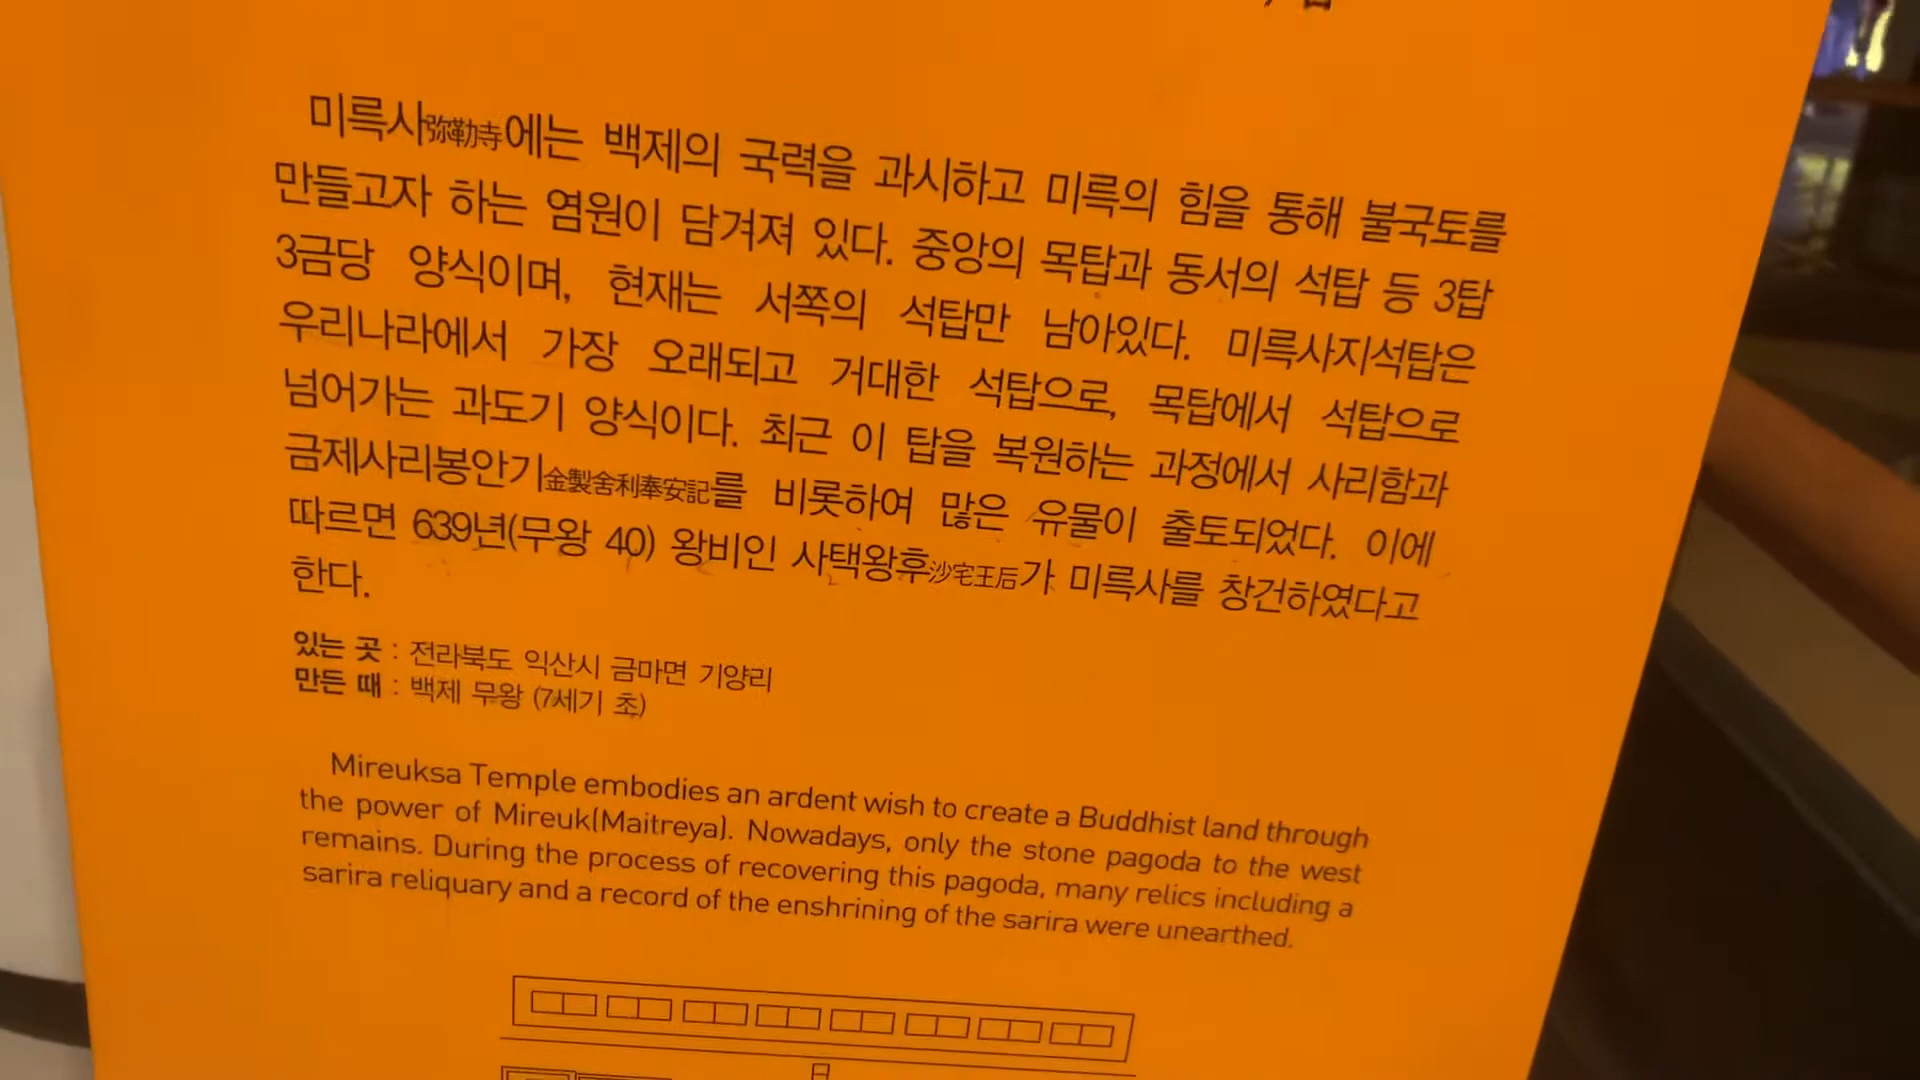 미륵사彌勒寺에는 백제의 국력을 과시하고 미륵의 힘을 통해 불국토를
만들고자 하는 염원이 담겨져 있다. 중앙의 목탑과 동서의 석탑 등 3탑
3금당 양식이며, 현재는 서쪽의 석탑만 남아있다. 미륵사지석탑은
우리나라에서 가장 오래되고 거대한 석탑으로, 목탑에서 석탑으로
넘어가는 과도기 양식이다. 최근 이 탑을 복원하는 과정에서 사리함과
금제사리봉안기金製舍利奉安記를 비롯하여 많은 유물이 출토되었다. 이에
따르면 639년(무왕 40) 왕비인 사택왕후沙宅王后가 미륵사를 창건하였다고
한다.
있는 곳 : 전라북도 익산시 금마면 기양리
만든 때 : 백제 무왕 (7세기 초)
Mireuksa Temple embodies an ardent wish to create a Buddhist land through
the power of Mireuk(Maitreya). Nowadays, only the stone pagoda to the west
remains. During the process of recovering this pagoda, many relics including a
sarira reliquary and a record of the enshrining of the sarira were unearthed.